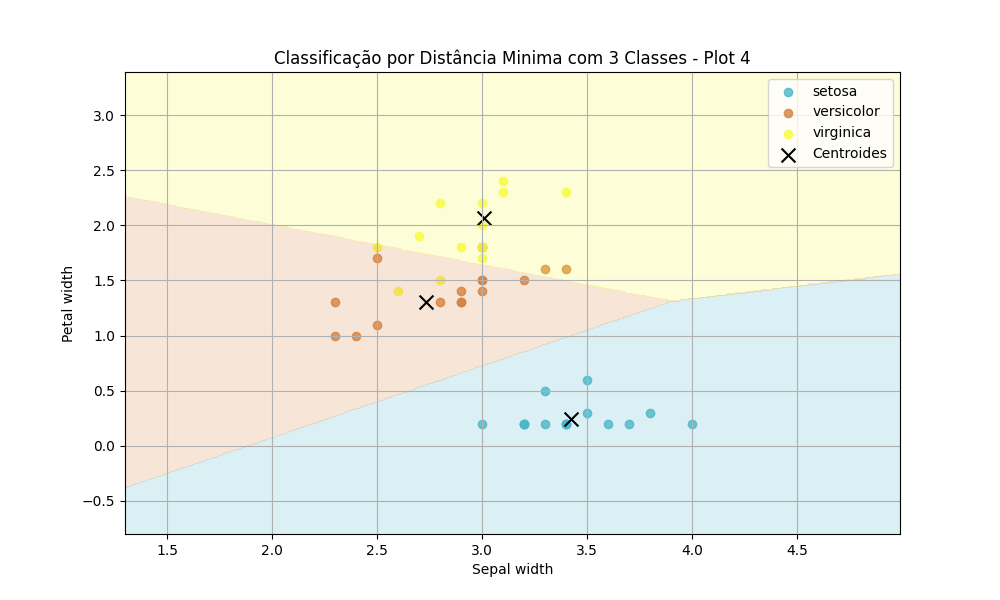 Classificação por Distância Minima com 3 Classes - Plot 4
setosa
versicolor
virginica
Centroides
Petal width
3.0
2.5
2.0
1.5
1.0
0.5
0.0
−0.5
1.5
2.0
2.5
3.0
3.5
4.0
4.5
Sepal width